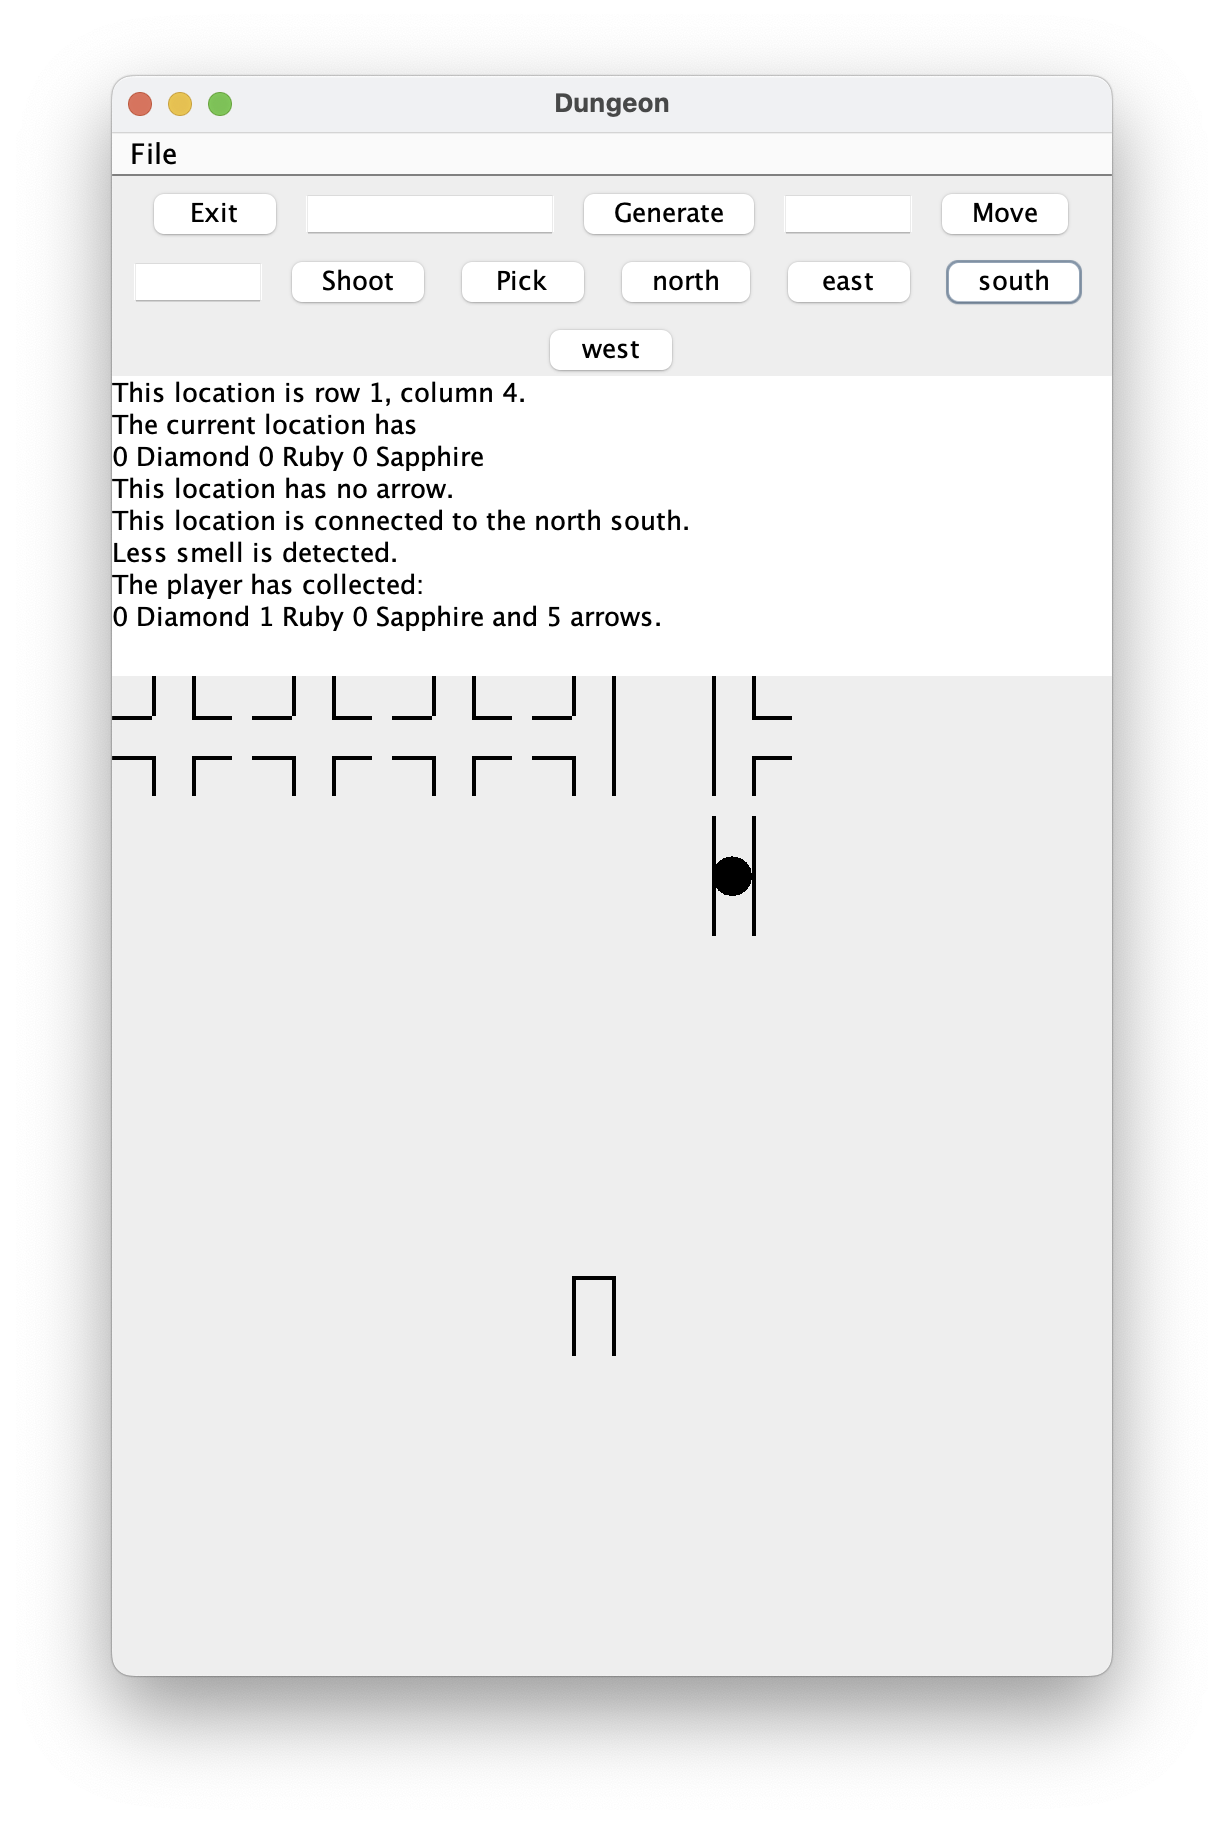 Dungeon
File
Exit Generate Move
Shoot Pick north east south
west
This location is row 1, column 4.
The current location has
0 Diamond 0 Ruby 0 Sapphire
This location has no arrow.
This location is connected to the north south.
Less smell is detected.
The player has collected:
0 Diamond 1 Ruby 0 Sapphire and 5 arrows.